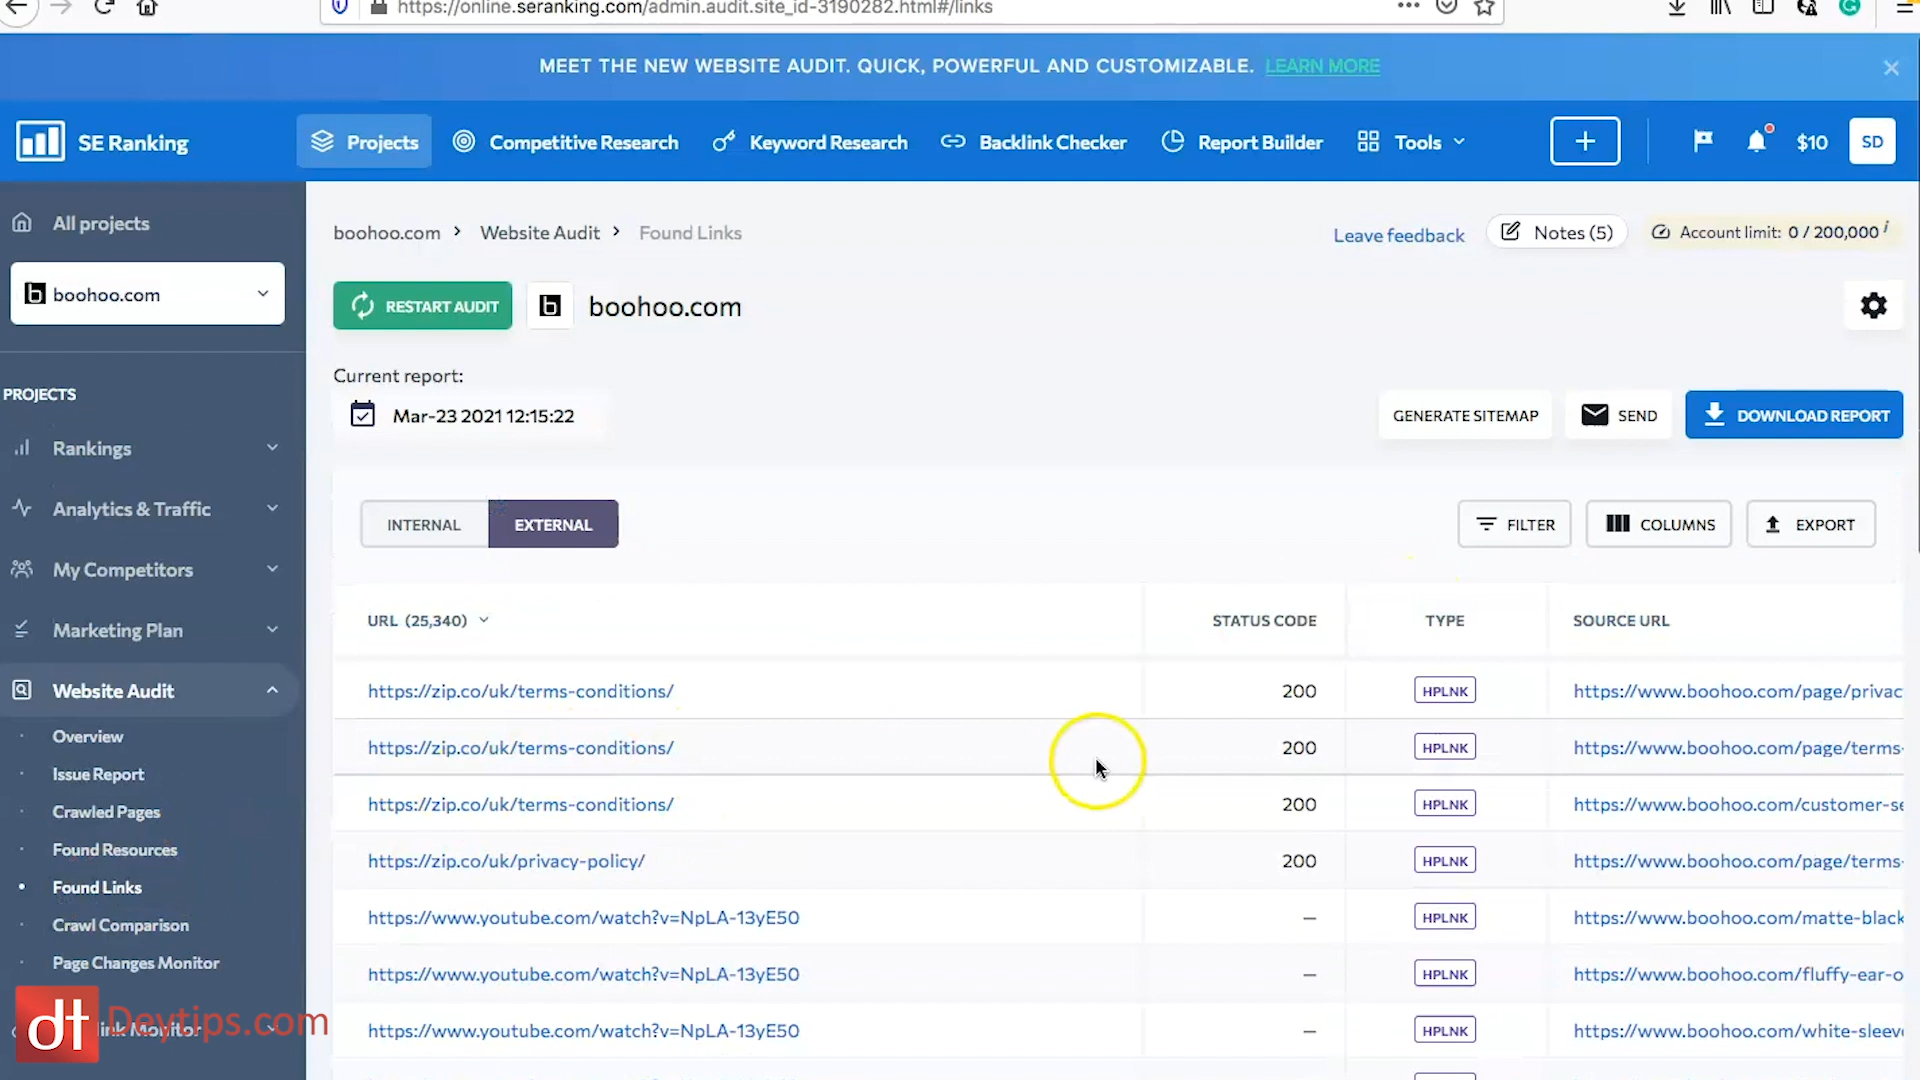 https://online.seranking.com/admin.audit.site_id-3190282.html#/links
MEET THE NEW WEBSITE AUDIT. QUICK, POWERFUL AND CUSTOMIZABLE. LEARN MORE
SE Ranking
Projects
Competitive Research
Keyword Research
Backlink Checker
Report Builder
Tools
$10
SD
All projects
boohoo.com
PROJECTS
Rankings
Analytics & Traffic
My Competitors
Marketing Plan
Website Audit
Overview
Issue Report
Crawled Pages
Found Resources
Found Links
Crawl Comparison
Page Changes Monitor
dt
Monitor
boohoo.com > Website Audit > Found Links
Leave feedback
Notes (5)
Account limit: 0 / 200,000 i
RESTART AUDIT
b
boohoo.com
Current report:
Mar-23 2021 12:15:22
GENERATE SITEMAP
SEND
DOWNLOAD REPORT
INTERNAL
EXTERNAL
FILTER
COLUMNS
EXPORT
URL (25,340) STATUS CODE TYPE SOURCE URL
https://zip.co/uk/terms-conditions/ 200 HPLNK https://www.boohoo.com/page/privac
https://zip.co/uk/terms-conditions/ 200 HPLNK https://www.boohoo.com/page/terms-
https://zip.co/uk/terms-conditions/ 200 HPLNK https://www.boohoo.com/customer-se
https://zip.co/uk/privacy-policy/ 200 HPLNK https://www.boohoo.com/page/terms-
https://www.youtube.com/watch?v=NpLA-13yE50 — HPLNK https://www.boohoo.com/matte-black
https://www.youtube.com/watch?v=NpLA-13yE50 — HPLNK https://www.boohoo.com/fluffy-ear-o
https://www.youtube.com/watch?v=NpLA-13yE50 — HPLNK https://www.boohoo.com/white-sleeve